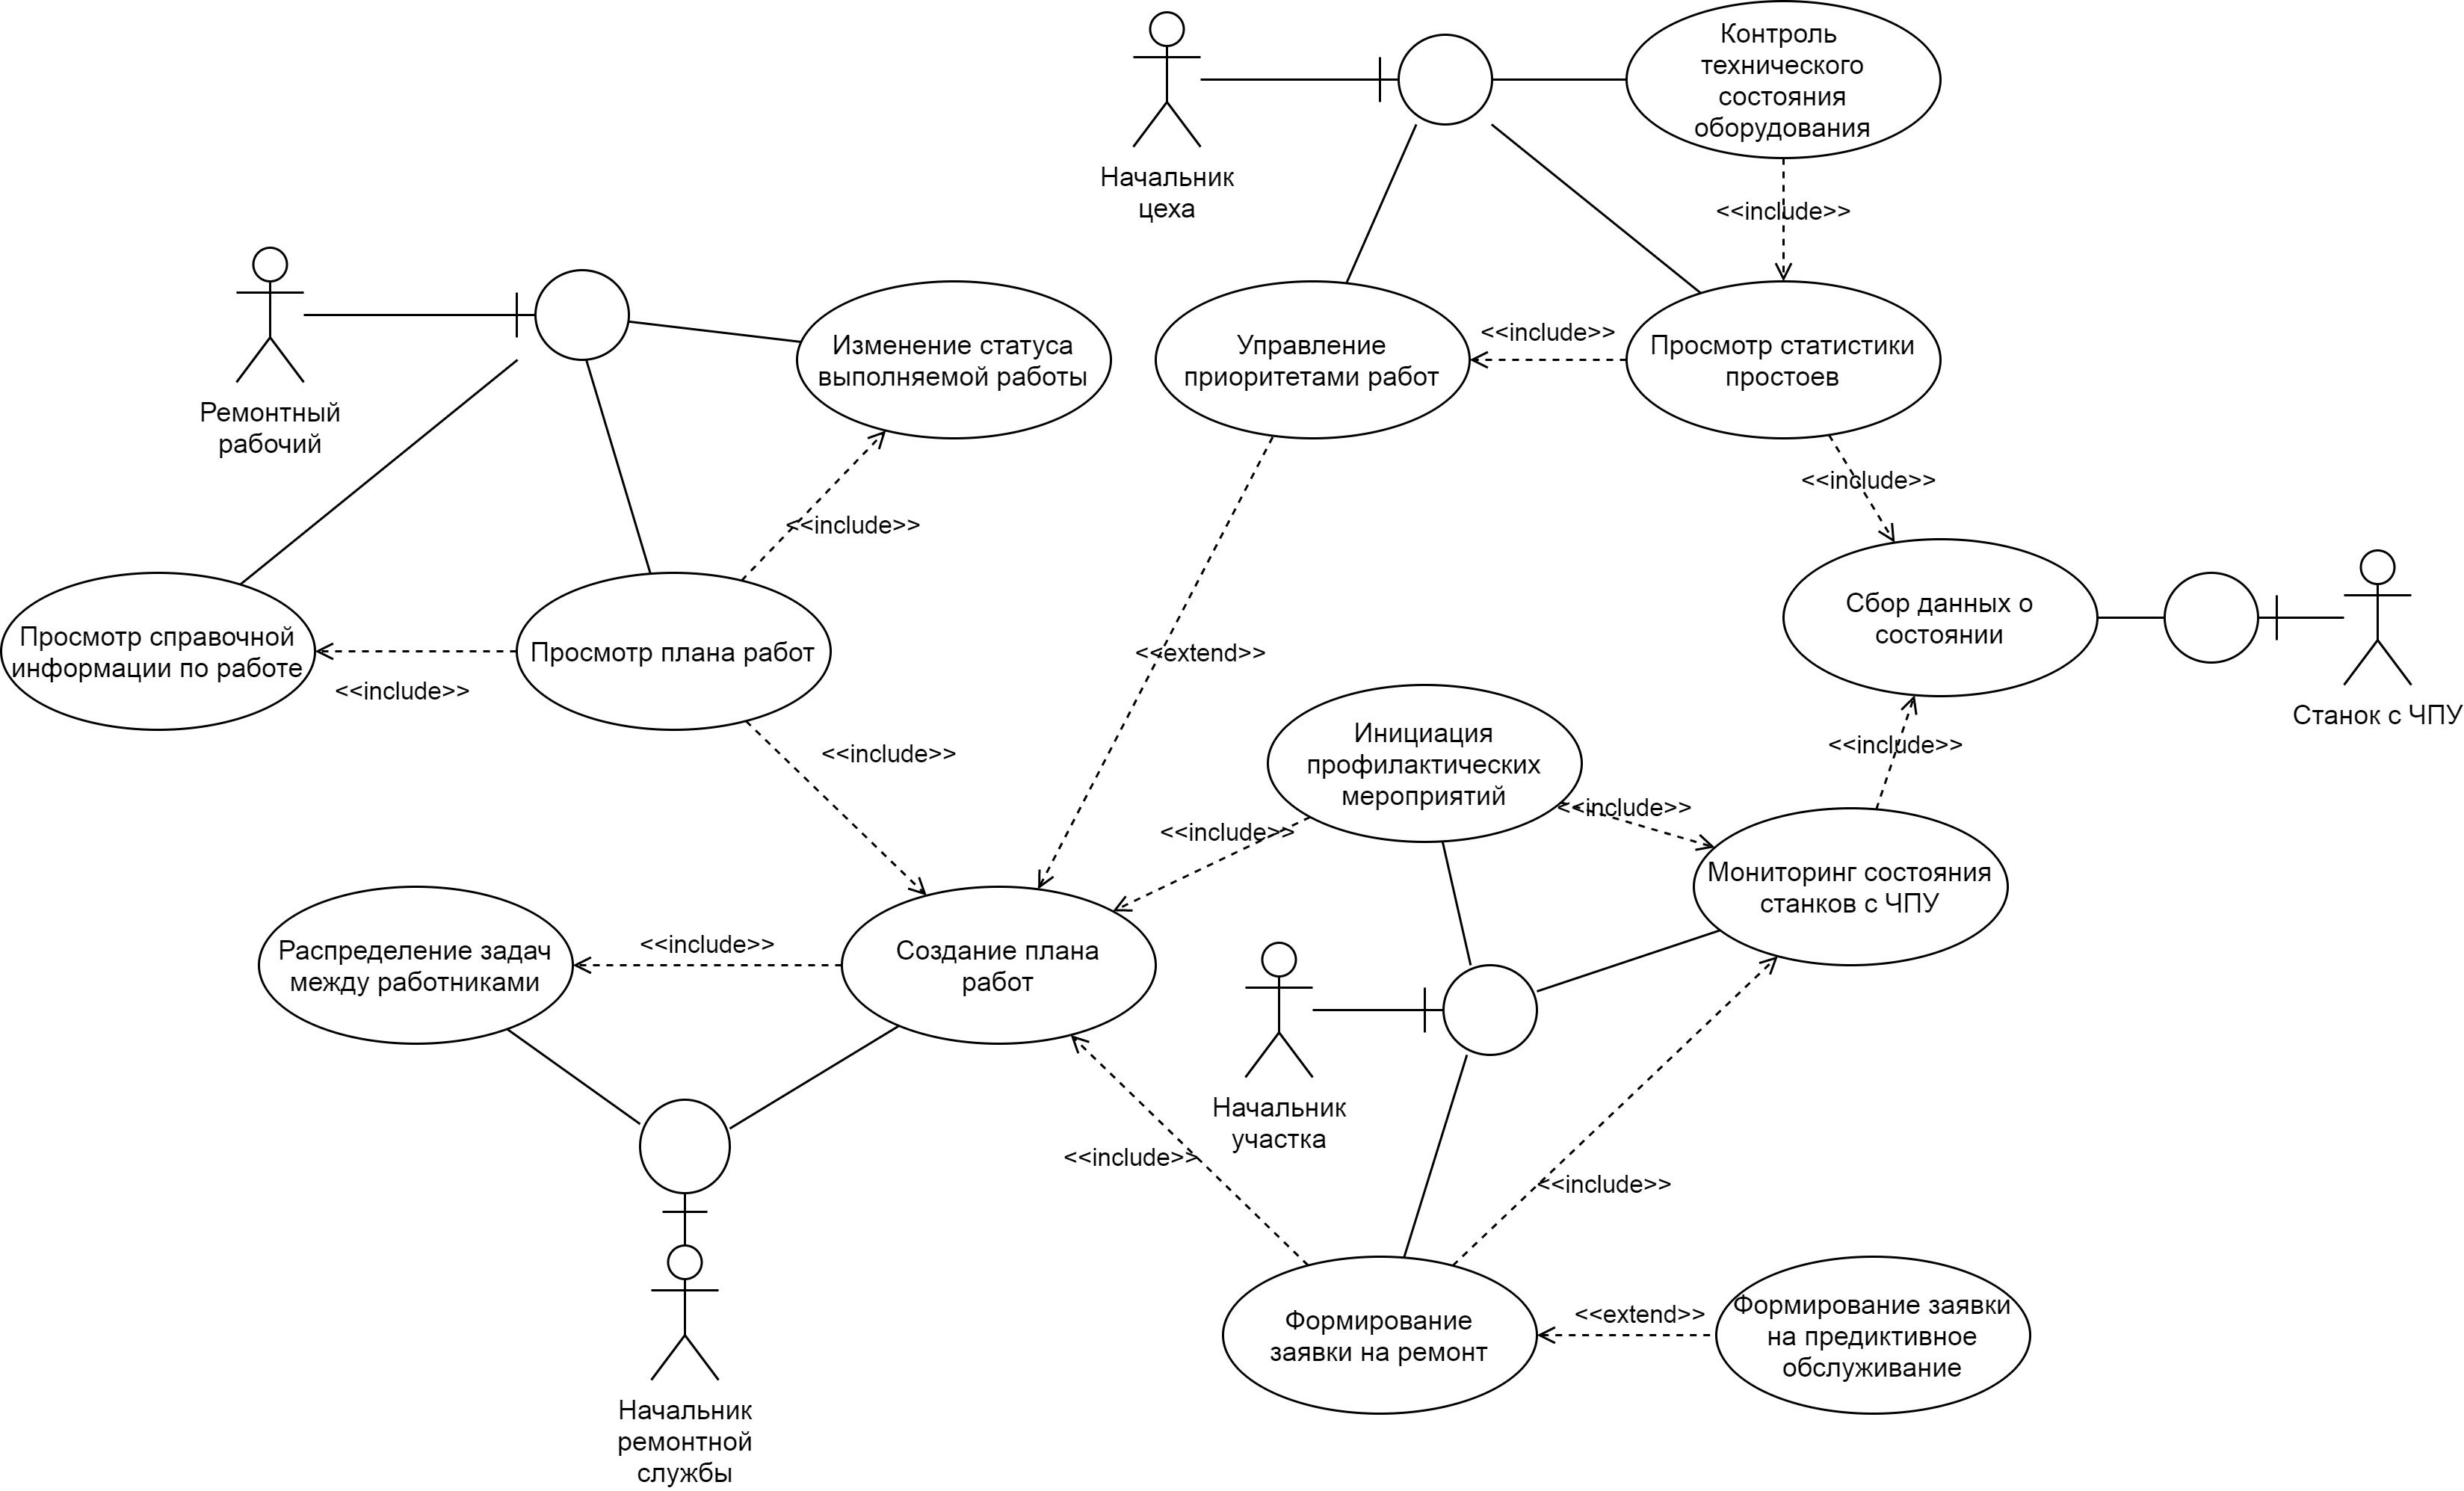 Контроль
технического
состояния
оборудования
Начальник
цеха
<<include>>
Ремонтный
рабочий
Изменение статуса
выполняемой работы
Управление
приоритетами работ
<<include>>
Просмотр статистики
простоев
<<include>>
<<include>>
Просмотр справочной
информации по работе
<<include>>
Просмотр плана работ
<<extend>>
Сбор данных о
состоянии
Станок с ЧПУ
<<include>>
<<include>>
Инициация
профилактических
мероприятий
<<include>>
<<include>>
Мониторинг состояния
станков с ЧПУ
Распределение задач
между работниками
<<include>>
Создание плана
работ
Начальник
участка
<<include>>
<<include>>
Формирование
заявки на ремонт
<<extend>>
Формирование заявки
на предиктивное
обслуживание
Начальник
ремонтной
службы